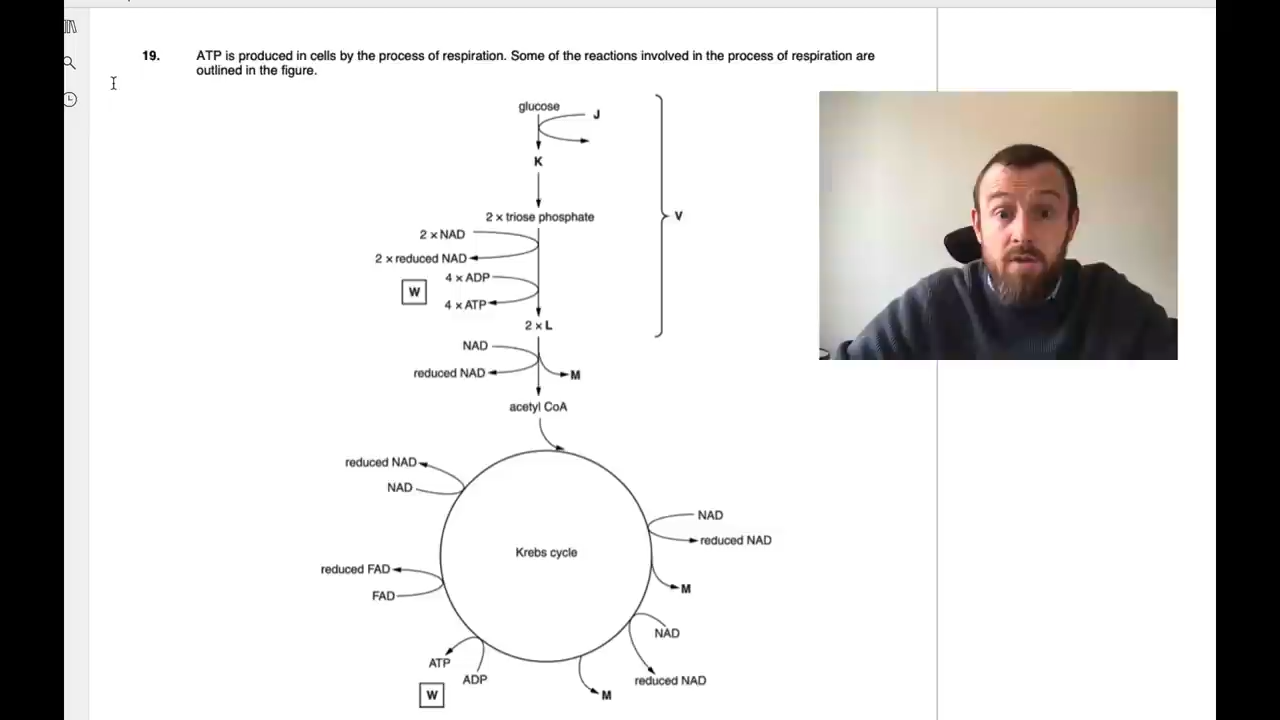 19. ATP is produced in cells by the process of respiration. Some of the reactions involved in the process of respiration are
outlined in the figure.
glucose
J
K
2 x triose phosphate
V
2 x NAD
2 x reduced NAD
4 x ADP
W
4 x ATP
2 x L
NAD
reduced NAD
M
acetyl CoA
reduced NAD
NAD
NAD
reduced NAD
Krebs cycle
reduced FAD
FAD
M
NAD
ATP
ADP
reduced NAD
W
M